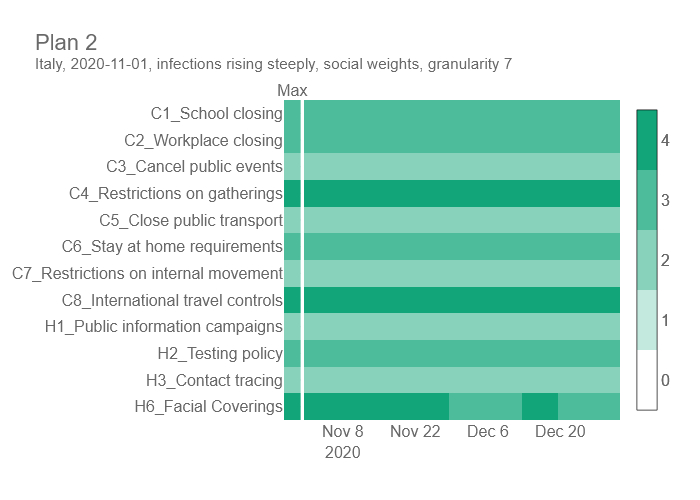 Plan 2
Italy, 2020-11-01, infections rising steeply, social weights, granularity 7
Max
C1_School closing
C2_Workplace closing
C3_Cancel public events
C4_Restrictions on gatherings
C5_Close public transport
C6_Stay at home requirements
C7_Restrictions on internal movement
C8_International travel controls
H1_Public information campaigns
H2_Testing policy
H3_Contact tracing
H6_Facial Coverings
Nov 8
2020
Nov 22
Dec 6
Dec 20
4
3
2
1
0